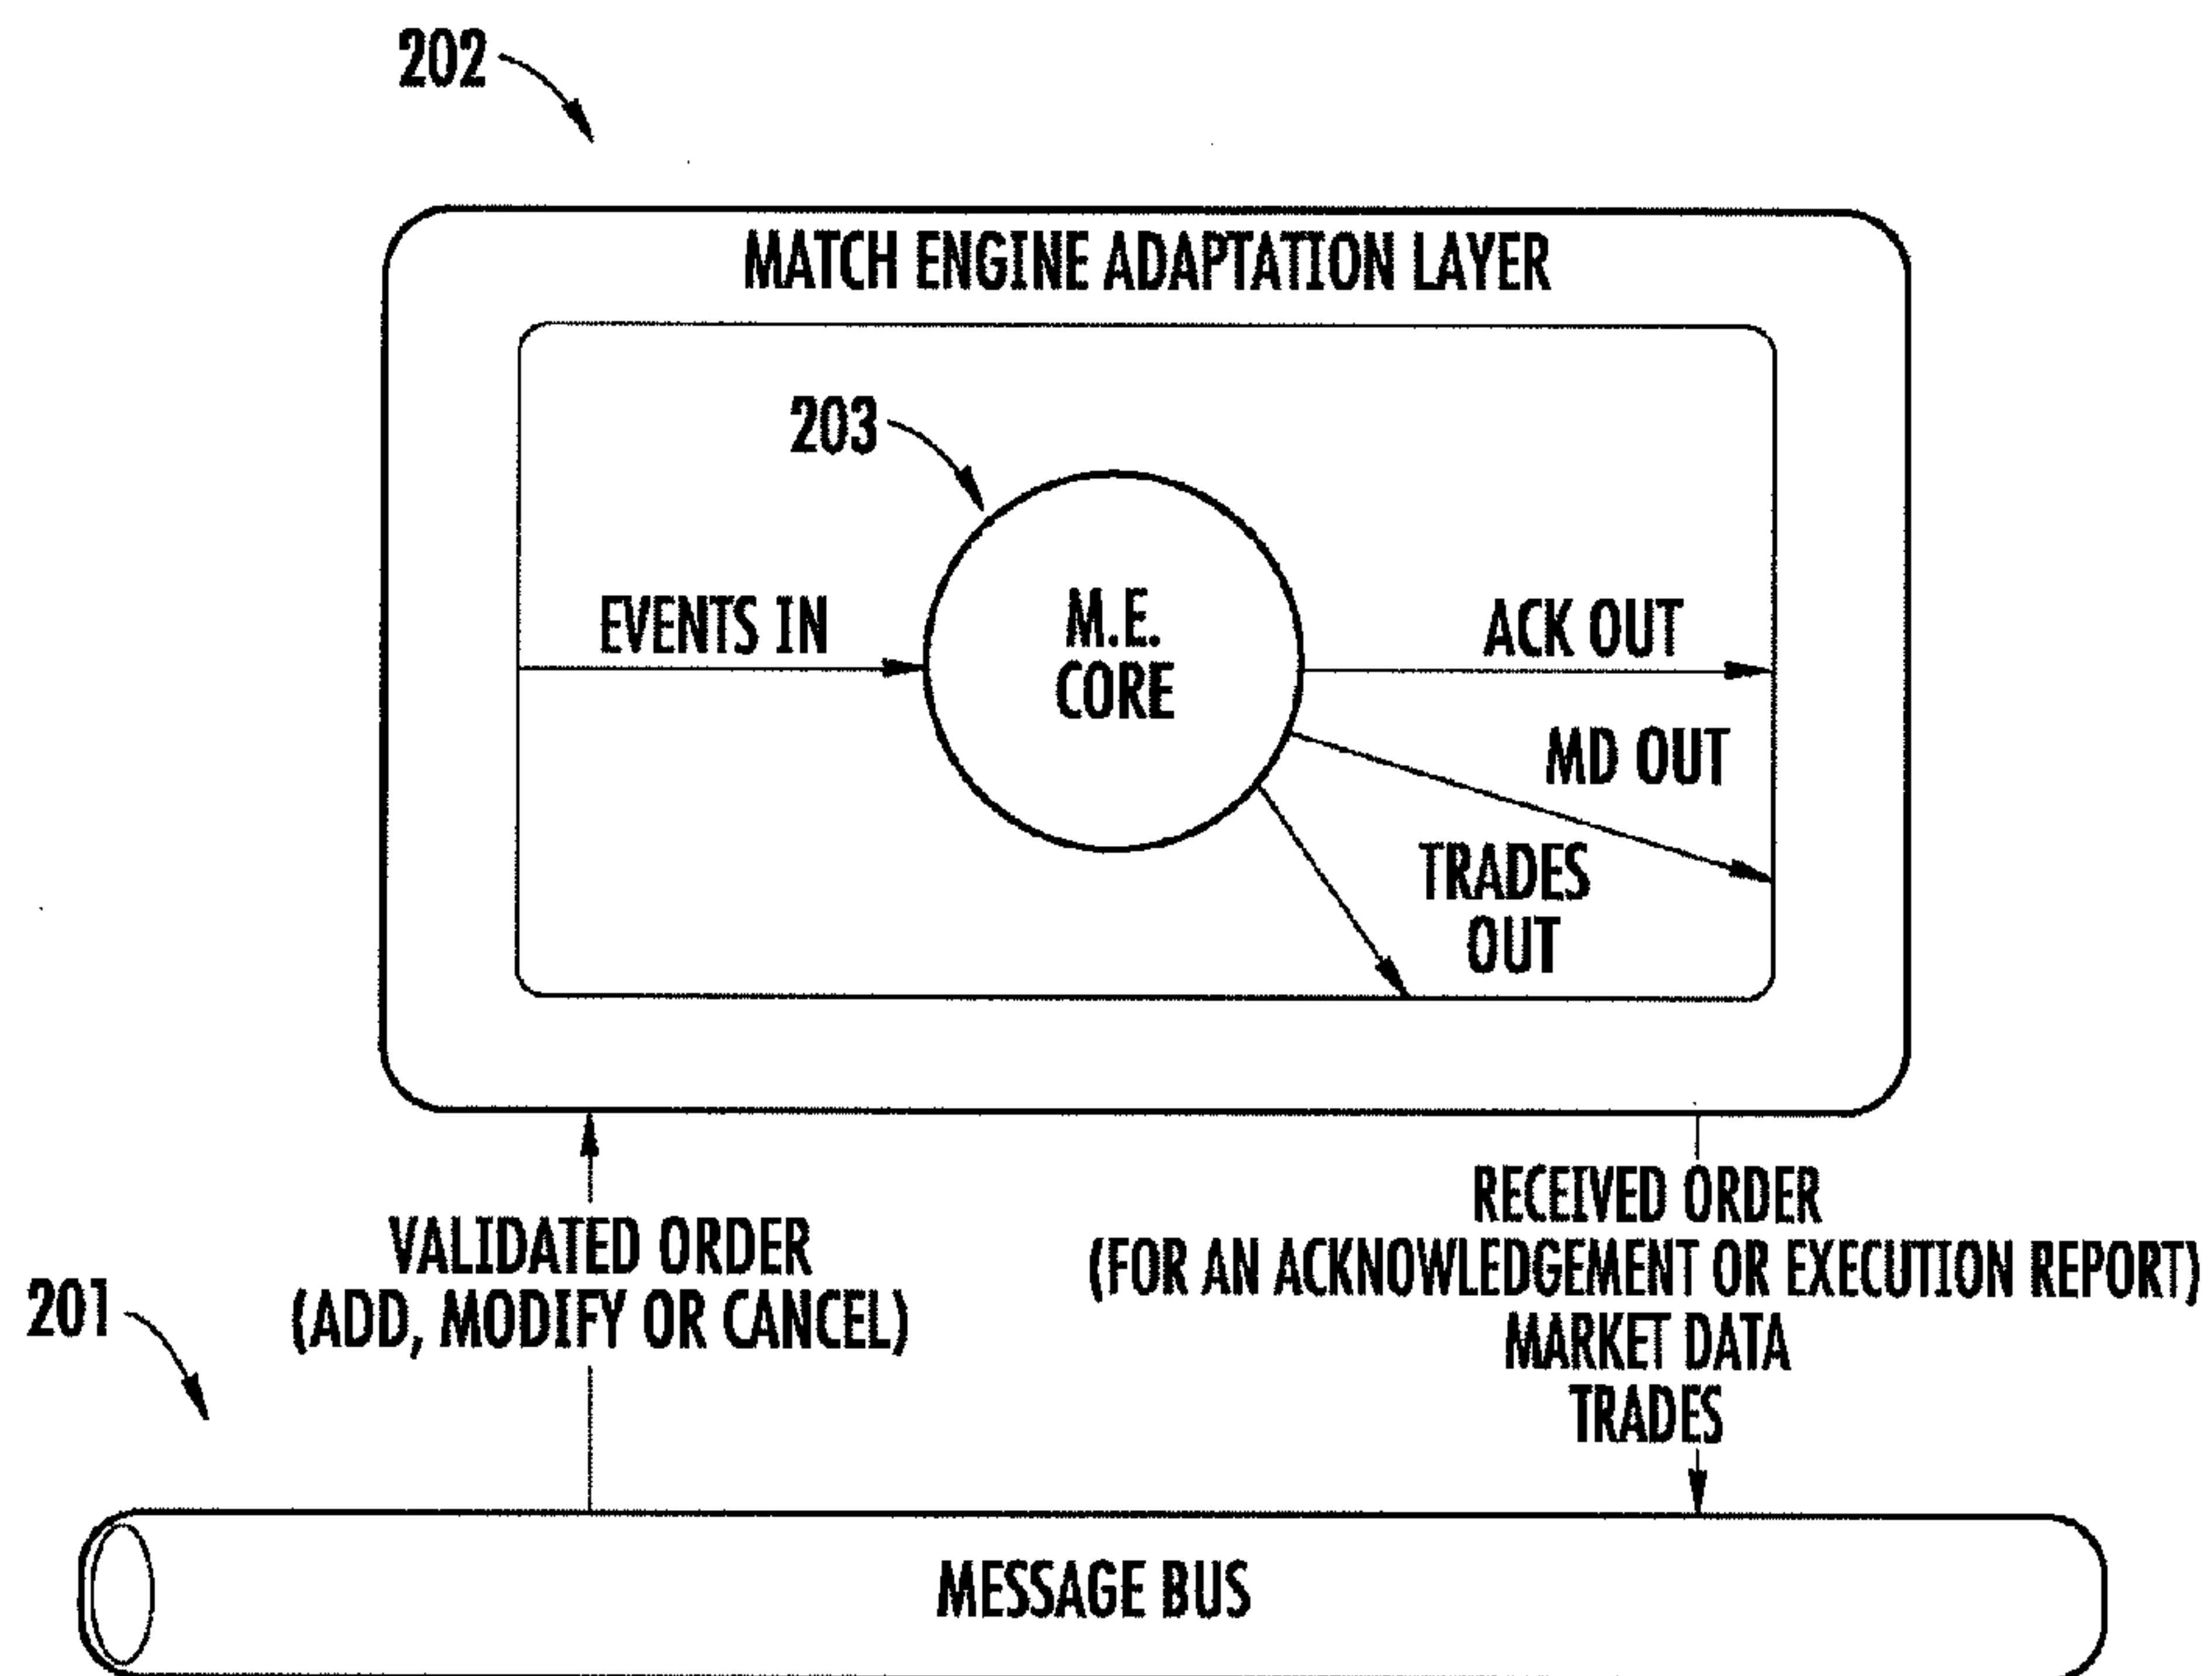 202
MATCH ENGINE ADAPTATION LAYER
203
EVENTS IN
M.E.
CORE
ACK OUT
MD OUT
TRADES
OUT
VALIDATED ORDER
(ADD, MODIFY OR CANCEL)
RECEIVED ORDER
(FOR AN ACKNOWLEDGEMENT OR EXECUTION REPORT)
MARKET DATA
TRADES
201
MESSAGE BUS